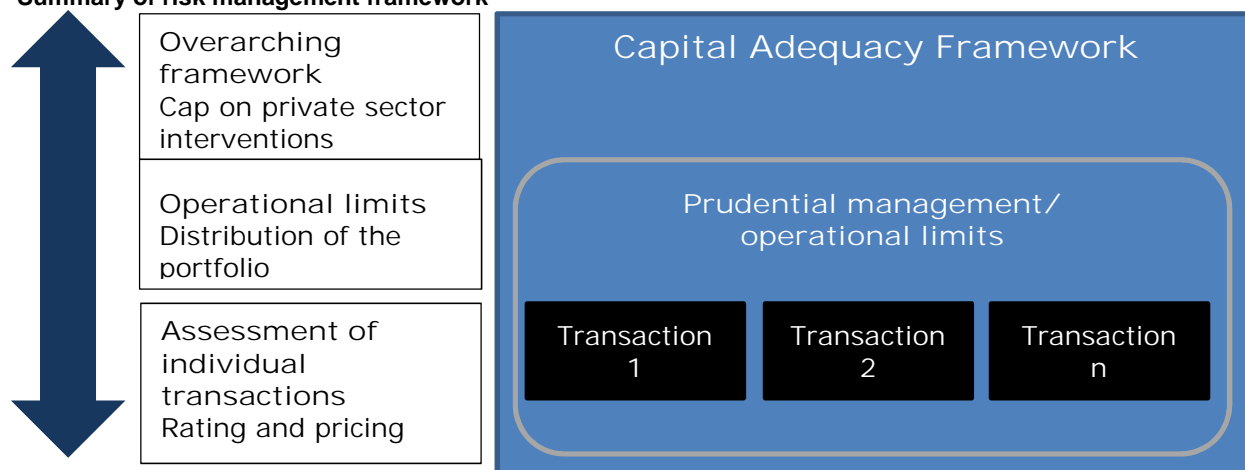 Summary of risk management framework
Overarching
framework
Cap on private sector
interventions
Capital Adequacy Framework
Operational limits
Distribution of the
portfolio
Prudential management/
operational limits
Assessment of
individual
transactions
Rating and pricing
Transaction
1
Transaction
2
Transaction
n